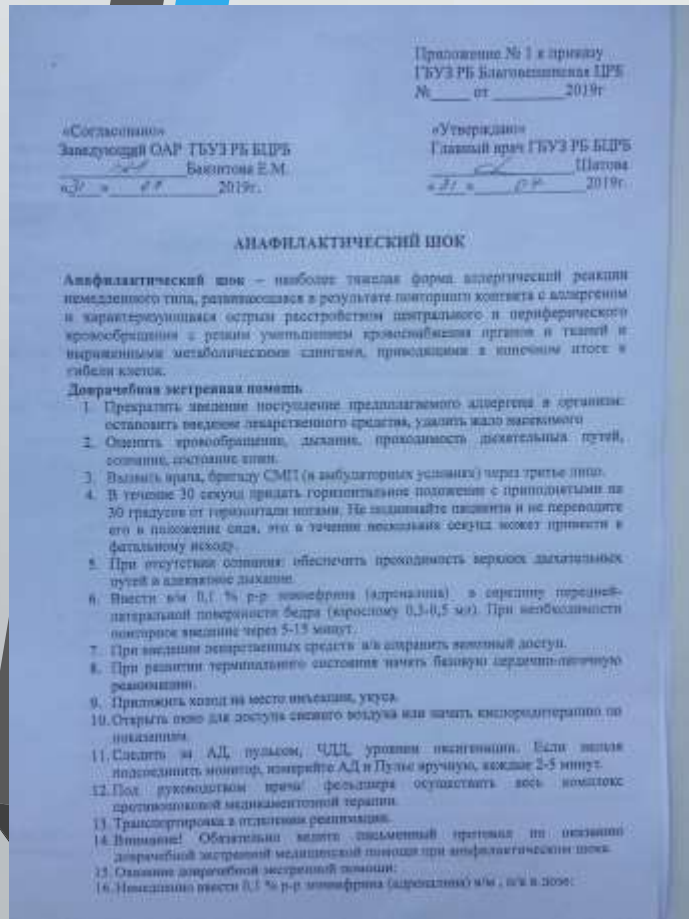 Приложение № 1 к приказу
ГБУЗ РБ Благовещенская ЦРБ
№_____ от _________2019г
«Согласовано»
Заведующий ОАР ГБУЗ РБ БЦРБ
Е.М.
«31 » 2019г.
«Утверждаю»
Главный врач ГБУЗ РБ БЦРБ
Шатова
«31 » 2019г.
АНАФИЛАКТИЧЕСКИЙ ШОК
Анафилактический шок – наиболее тяжелая форма аллергической реакции
немедленного типа, развивающаяся в результате повторного контакта с аллергеном
и характеризующаяся острым расстройством центрального и периферического
кровообращения с резким уменьшением кровоснабжения органов и тканей и
выраженными метаболическими сдвигами, приводящими в конечном итоге к
гибели клеток.
Доврачебная экстренная помощь
1. Прекратить введение поступление предполагаемого аллергена в организм:
остановить введение лекарственного средства, удалить жало насекомого
2. Оценить кровообращение, дыхание, проходимость дыхательных путей,
сознание, состояние кожи.
3. Вызвать врача, бригаду СМП (в амбулаторных условиях) через третье лицо.
4. В течение 30 секунд придать горизонтальное положение с приподнятыми на
30 градусов от горизонтали ногами. Не поднимайте пациента и не переводите
его в положение сидя, это в течение нескольких секунд может привести к
фатальному исходу.
5. При отсутствии сознания: обеспечить проходимость верхних дыхательных
путей и адекватное дыхание.
6. Ввести в/м 0,1 % р-р эпинефрина (адреналина) в середину передней-
латеральной поверхности бедра (взрослому 0,3-0,5 мл). При необходимости
повторное введение через 5-15 минут.
7. При введении лекарственных средств в/в сохранить венозный доступ.
8. При развитии терминального состояния начать базовую сердечно-легочную
реанимацию.
9. Приложить холод на место инъекции, укуса.
10. Открыть окно для доступа свежего воздуха или начать кислородотерапию по
показаниям.
11. Следить за АД, пульсом, ЧДД, уровнем оксигенации. Если нельзя
подсоединить монитор, измеряйте АД и Пульс вручную, каждые 2-5 минут.
12. Под руководством врача/ фельдшера осуществить весь комплекс
противошоковой медикаментозной терапии.
13. Транспортировка в отделение реанимации.
14. Внимание! Обязательно ведите письменный протокол по оказанию
доврачебной экстренной медицинской помощи при анафилактическом шоке.
15. Оказание доврачебной экстренной помощи:
16. Немедленно ввести 0,1 % р-р эпинефрина (адреналина) в/м , п/к в дозе: